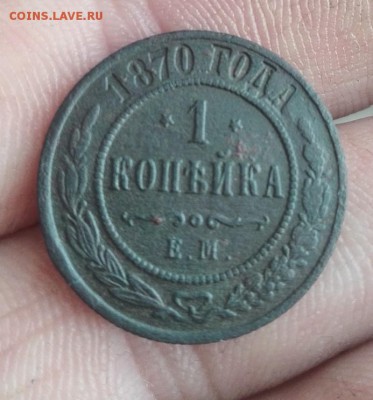 COINS.LAVE.RU
1870 ГОДА
* 1 *
КОПѢЙКА
Е.М.